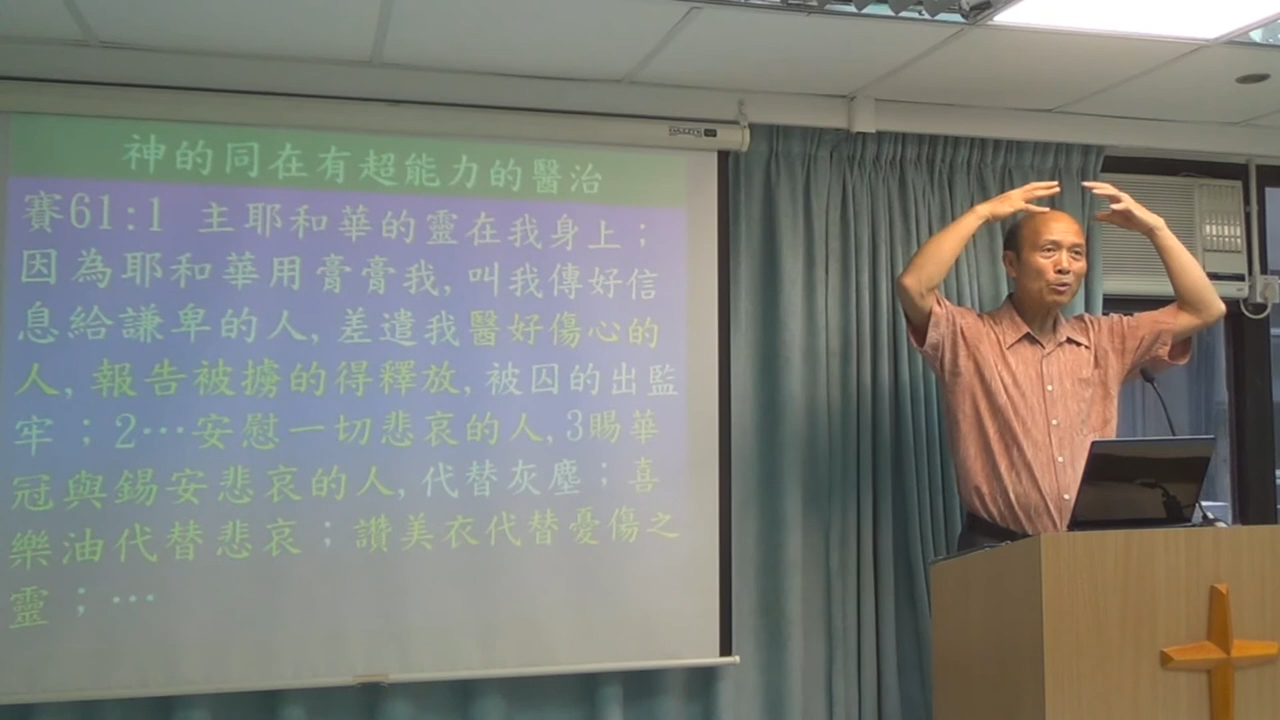 神的同在有超能力的醫治
賽61:1 主耶和華的靈在我身上；
因為耶和華用膏膏我，叫我傳好信
息給謙卑的人，差遣我醫好傷心的
人，報告被擄的得釋放，被囚的出監
牢；2…安慰一切悲哀的人，3賜華
冠與錫安悲哀的人，代替灰塵；喜
樂油代替悲哀；讚美衣代替憂傷之
靈；…